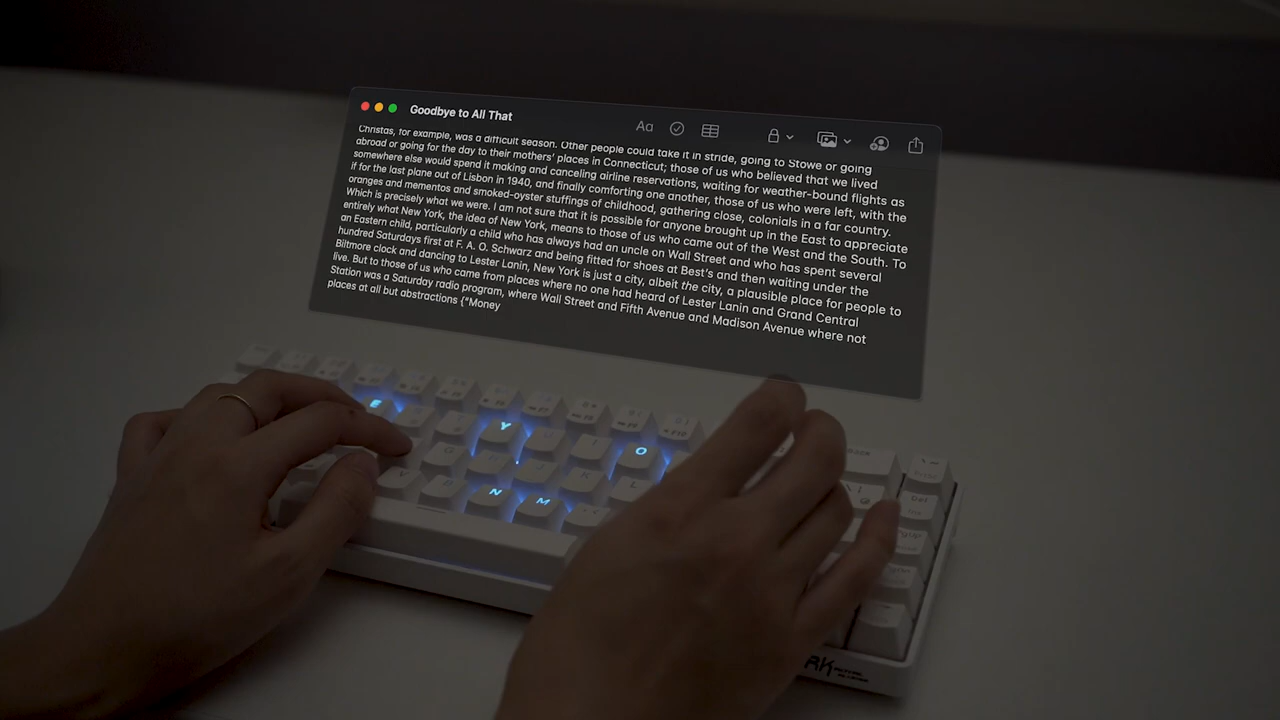 Goodbye to All That
Aa
Christas, for example, was a difficult season. Other people could take it in stride, going to Stowe or going
abroad or going for the day to their mothers' places in Connecticut; those of us who believed that we lived
somewhere else would spend it making and canceling airline reservations, waiting for weather-bound flights as
if for the last plane out of Lisbon in 1940, and finally comforting one another, those of us who were left, with the
oranges and mementos and smoked-oyster stuffings of childhood, gathering close, colonials in a far country.
Which is precisely what we were. I am not sure that it is possible for anyone brought up in the East to appreciate
entirely what New York, the idea of New York, means to those of us who came out of the West and the South. To
an Eastern child, particularly a child who has always had an uncle on Wall Street and who has spent several
hundred Saturdays first at F. A. O. Schwarz and being fitted for shoes at Best's and then waiting under the
Biltmore clock and dancing to Lester Lanin, New York is just a city, albeit the city, a plausible place for people to
live. But to those of us who came from places where no one had heard of Lester Lanin and Grand Central
Station was a Saturday radio program, where Wall Street and Fifth Avenue and Madison Avenue where not
places at all but abstractions (“Money
E Y O
L
N M
Del
RK